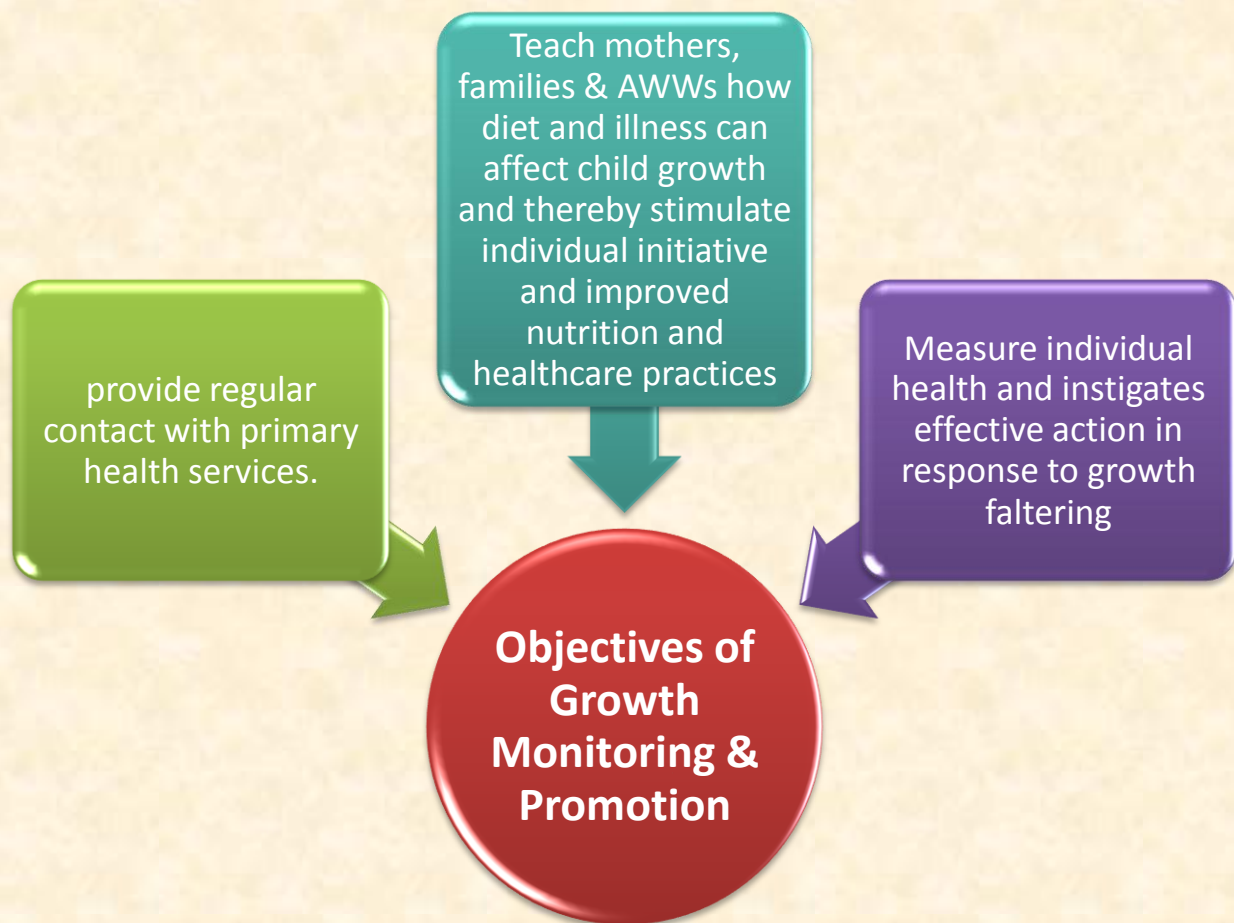 provide regular
contact with primary
health services.
Teach mothers,
families & AWWs how
diet and illness can
affect child growth
and thereby stimulate
individual initiative
and improved
nutrition and
healthcare practices
Measure individual
health and instigates
effective action in
response to growth
faltering
Objectives of
Growth
Monitoring &
Promotion